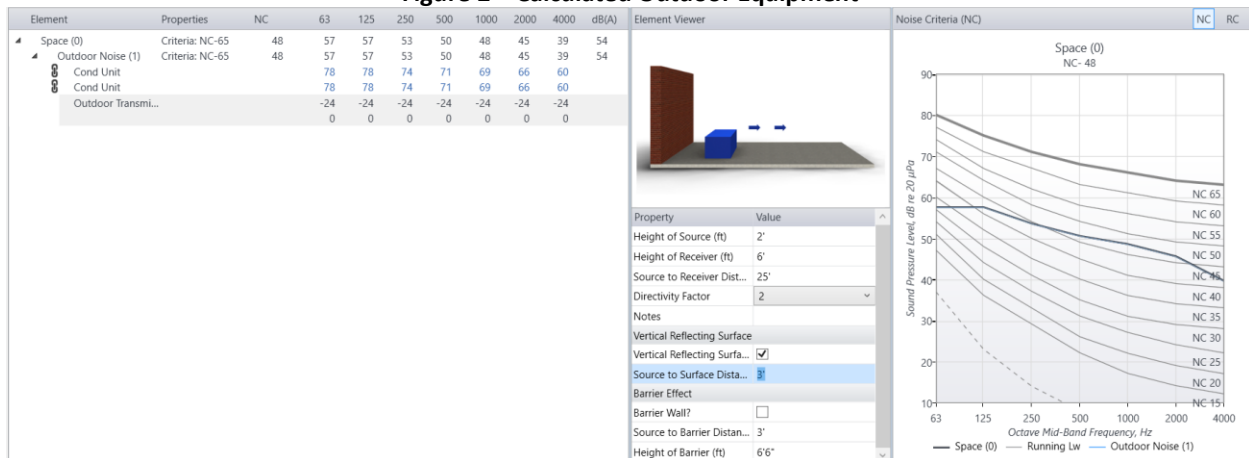 Figure 2 – Calculated Outdoor Equipment
Element Properties NC 63 125 250 500 1000 2000 4000 dB(A)
Space (0) Criteria: NC-65 48 57 57 53 50 48 45 39 54
Outdoor Noise (1) Criteria: NC-65 48 57 57 53 50 48 45 39 54
Cond Unit 78 78 74 71 69 66 60
Cond Unit 78 78 74 71 69 66 60
Outdoor Transmi... -24 -24 -24 -24 -24 -24 -24
0 0 0 0 0 0 0
Element Viewer
Property Value
Height of Source (ft) 2'
Height of Receiver (ft) 6'
Source to Receiver Dist... 25'
Directivity Factor 2
Notes
Vertical Reflecting Surface
Vertical Reflecting Surfa...
Source to Surface Dista... 3'
Barrier Effect
Barrier Wall?
Source to Barrier Distan... 3'
Height of Barrier (ft) 6'6"
Noise Criteria (NC) NC RC
Space (0)
NC- 48
Sound Pressure Level, dB re 20 µPa
90
80
70
60
50
40
30
20
10
NC 65
NC 60
NC 55
NC 50
NC 45
NC 40
NC 35
NC 30
NC 25
NC 20
NC 15
63 125 250 500 1000 2000 4000
Octave Mid-Band Frequency, Hz
Space (0) Running Lw Outdoor Noise (1)